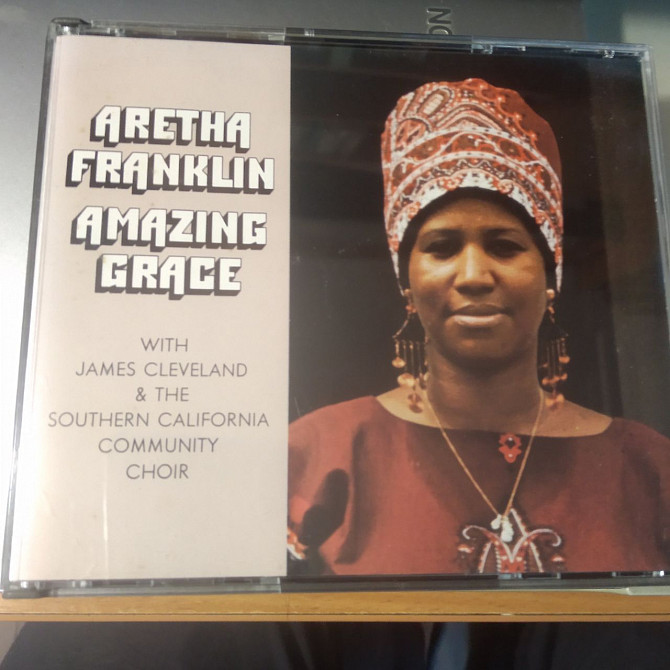 ARETHA
FRANKLIN
AMAZING
GRACE
WITH
JAMES CLEVELAND
& THE
SOUTHERN CALIFORNIA
COMMUNITY
CHOIR